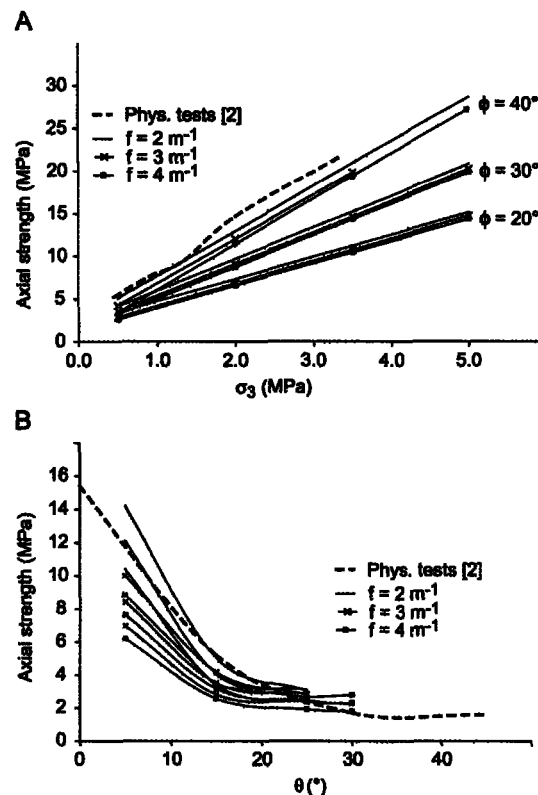 A
Axial strength (MPa)
30
25
20
15
10
5
0
Phys. tests [2]
f = 2 m-1
f = 3 m-1
f = 4 m-1
ϕ = 40°
ϕ = 30°
ϕ = 20°
0.0 1.0 2.0 3.0 4.0 5.0
σ3 (MPa)
B
Axial strength (MPa)
16
14
12
10
8
6
4
2
0
Phys. tests [2]
f = 2 m-1
f = 3 m-1
f = 4 m-1
0 10 20 30 40
θ (°)